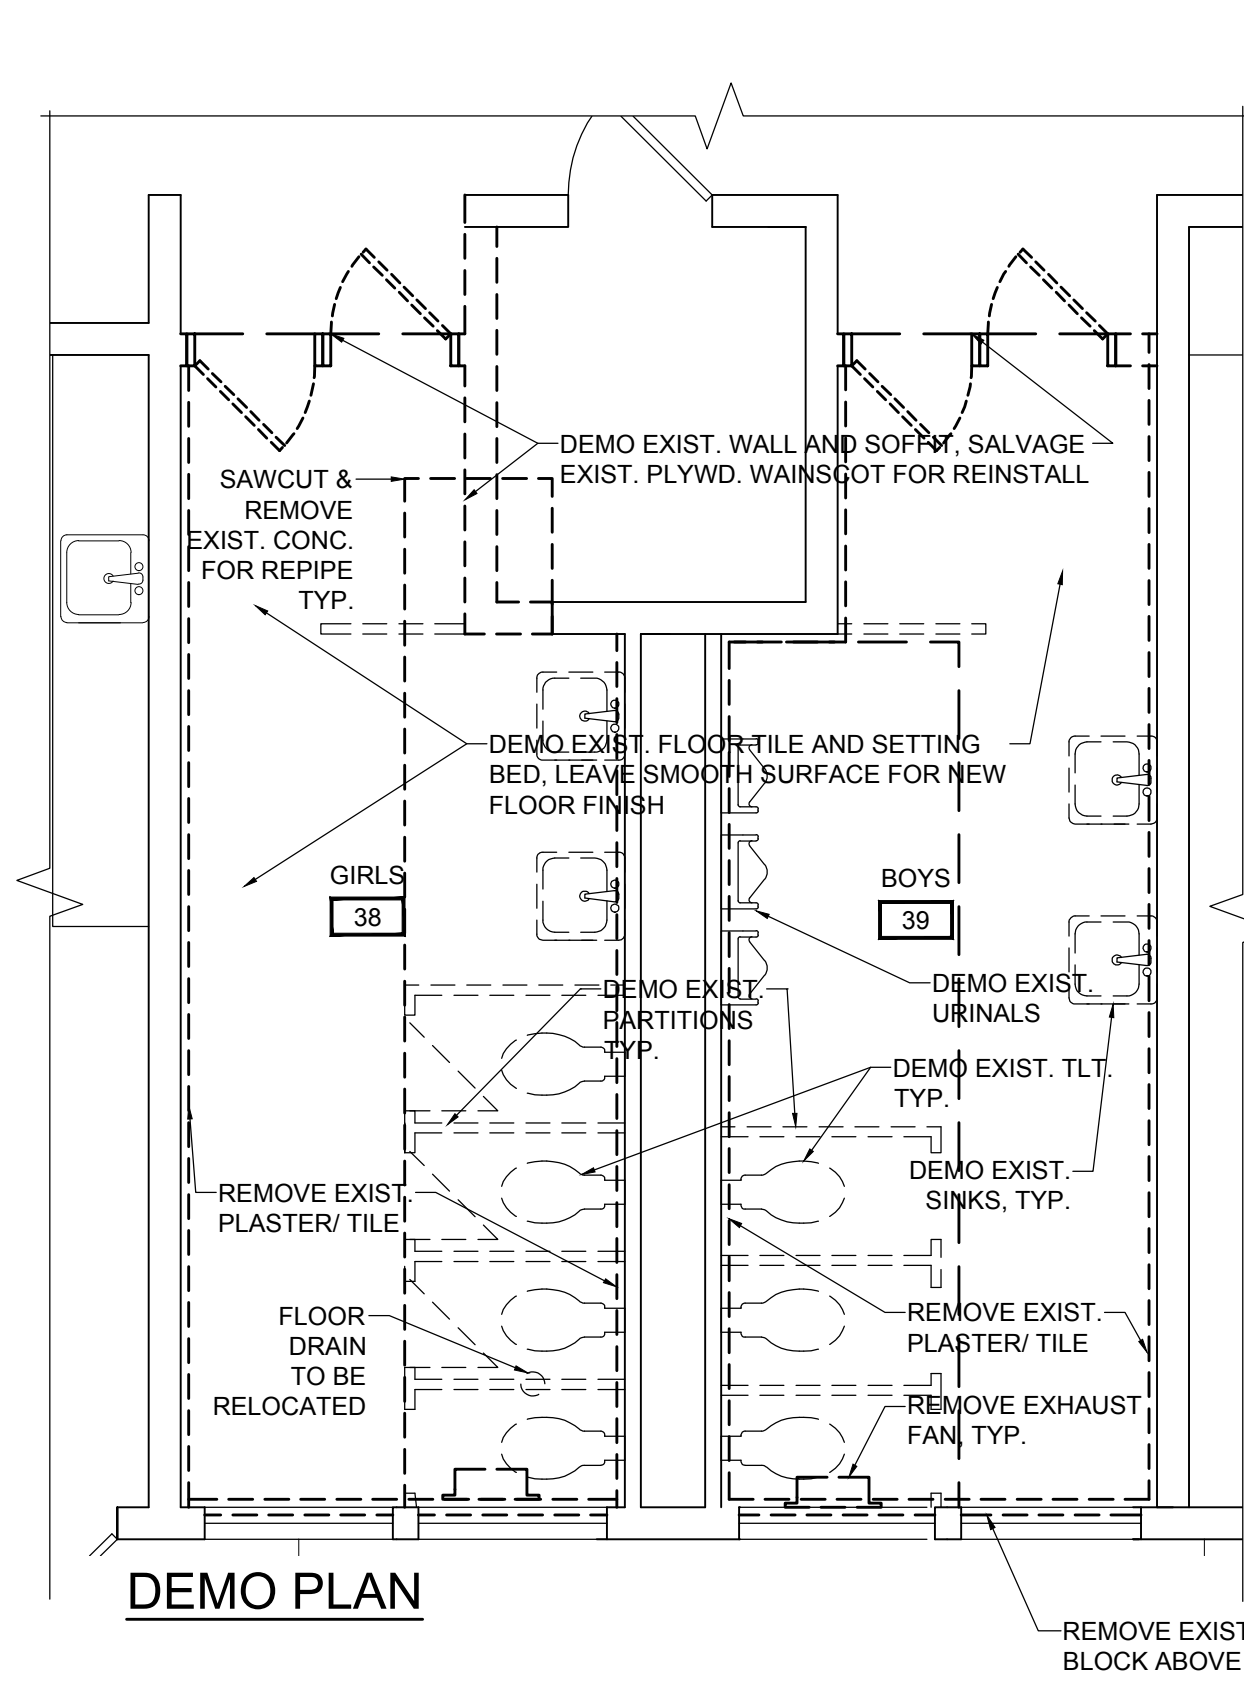 DEMO EXIST. WALL AND SOFFIT, SALVAGE
EXIST. PLYWD. WAINSCOT FOR REINSTALL
SAWCUT &
REMOVE
EXIST. CONC.
FOR REPIPE
TYP.
DEMO EXIST. FLOOR TILE AND SETTING
BED, LEAVE SMOOTH SURFACE FOR NEW
FLOOR FINISH
GIRLS
38
BOYS
39
DEMO EXIST.
PARTITIONS
TYP.
DEMO EXIST.
URINALS
DEMO EXIST. TLT.
TYP.
DEMO EXIST.
SINKS, TYP.
REMOVE EXIST.
PLASTER/ TILE
FLOOR
DRAIN
TO BE
RELOCATED
REMOVE EXIST.
PLASTER/ TILE
REMOVE EXHAUST
FAN, TYP.
DEMO PLAN
REMOVE EXIST
BLOCK ABOVE